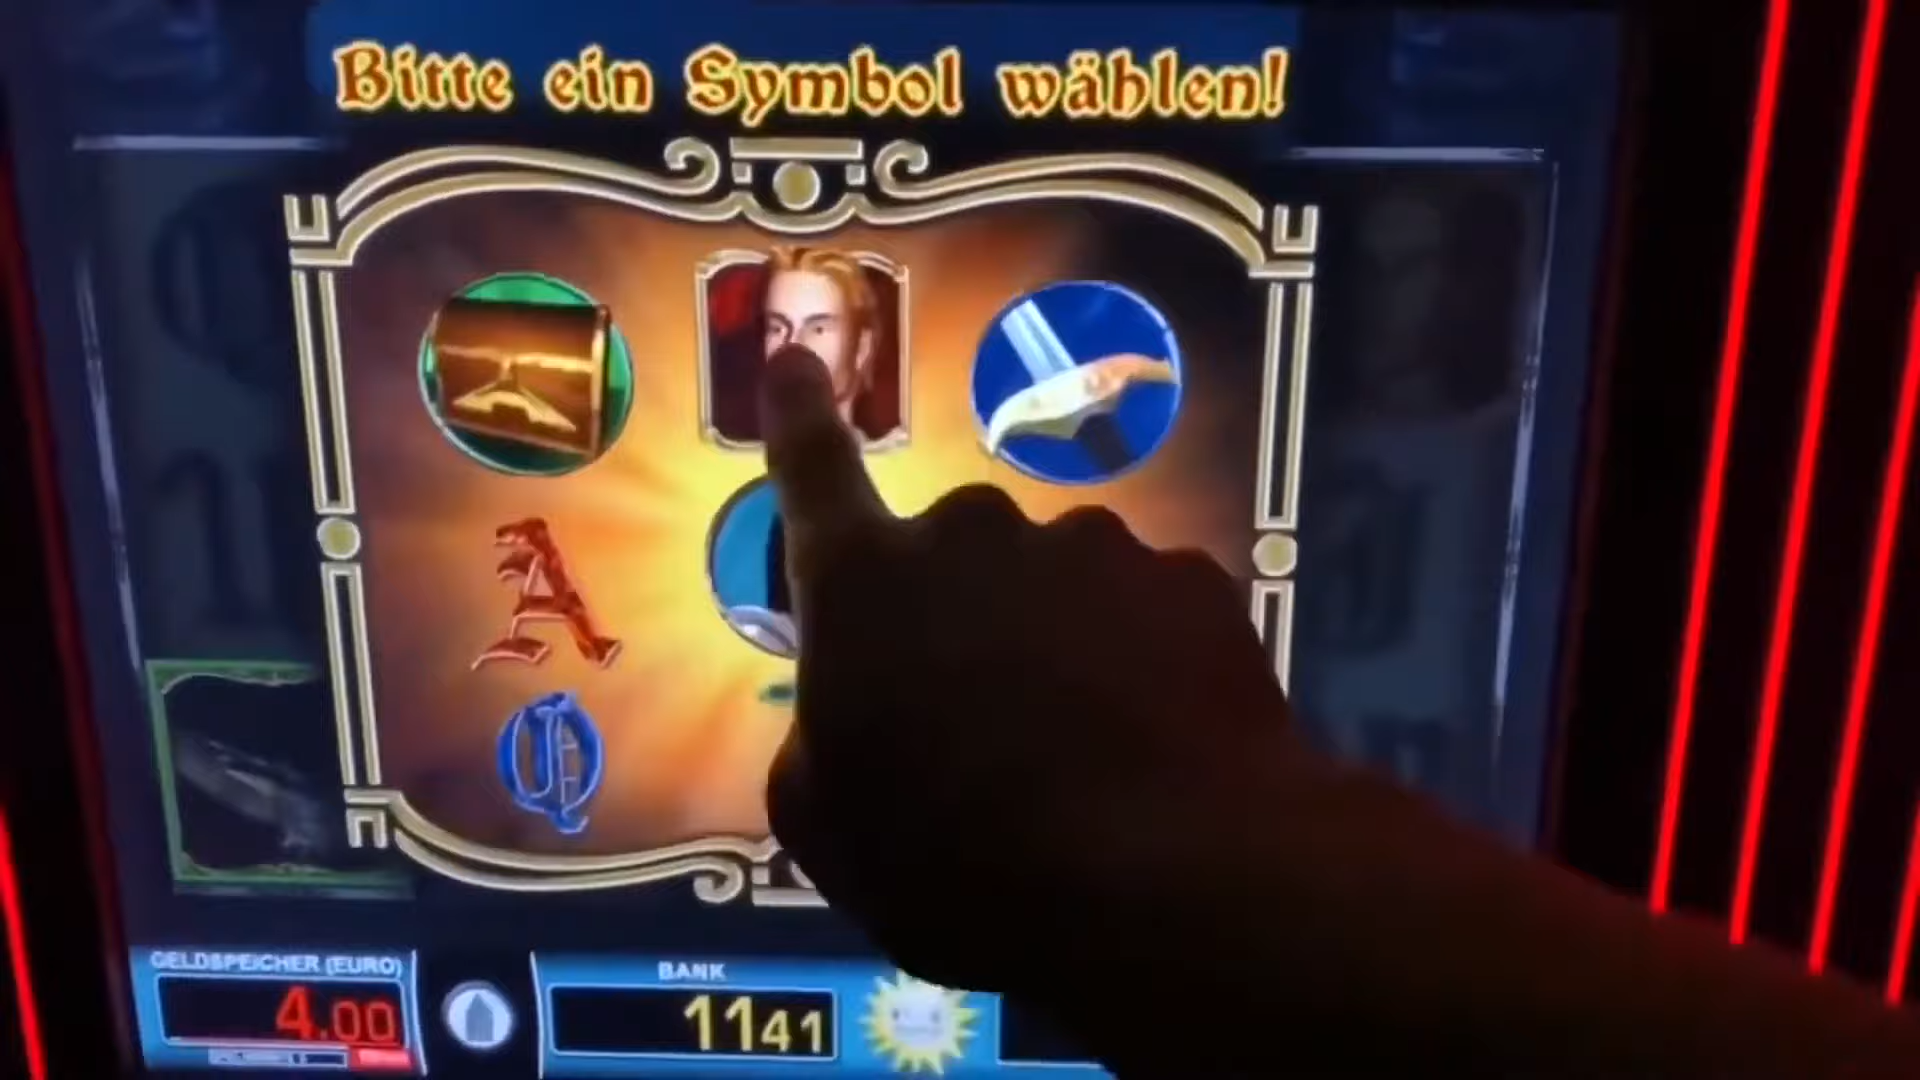 Bitte ein Symbol wählen!
A
Q
GELDSPEICHER (EURO)
4.00
BANK
1141